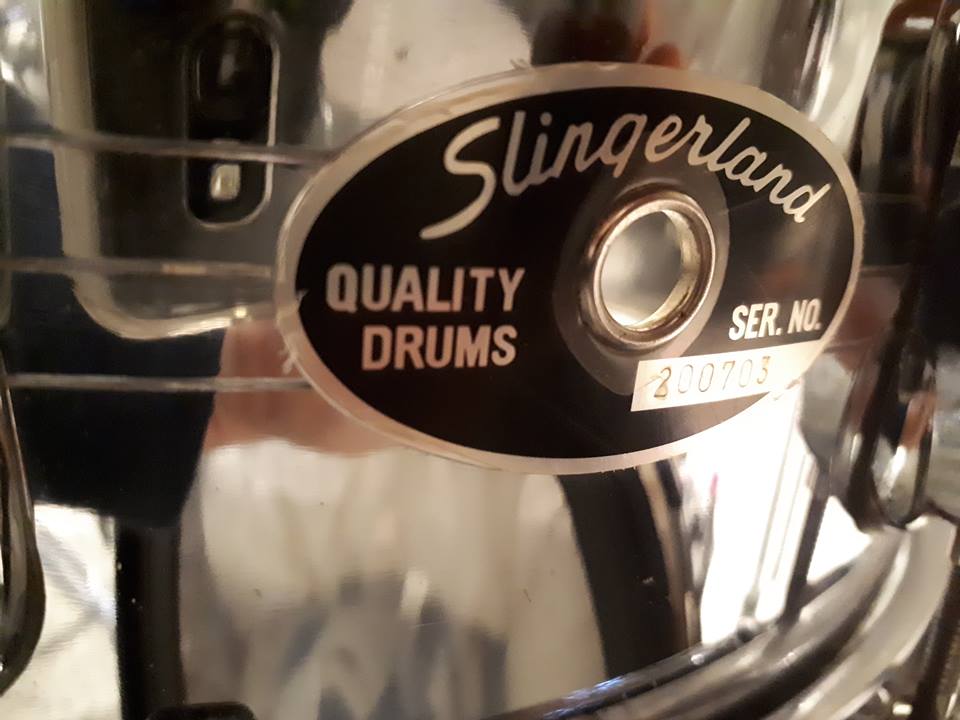 Slingerland
QUALITY
DRUMS
SER. NO.
200703